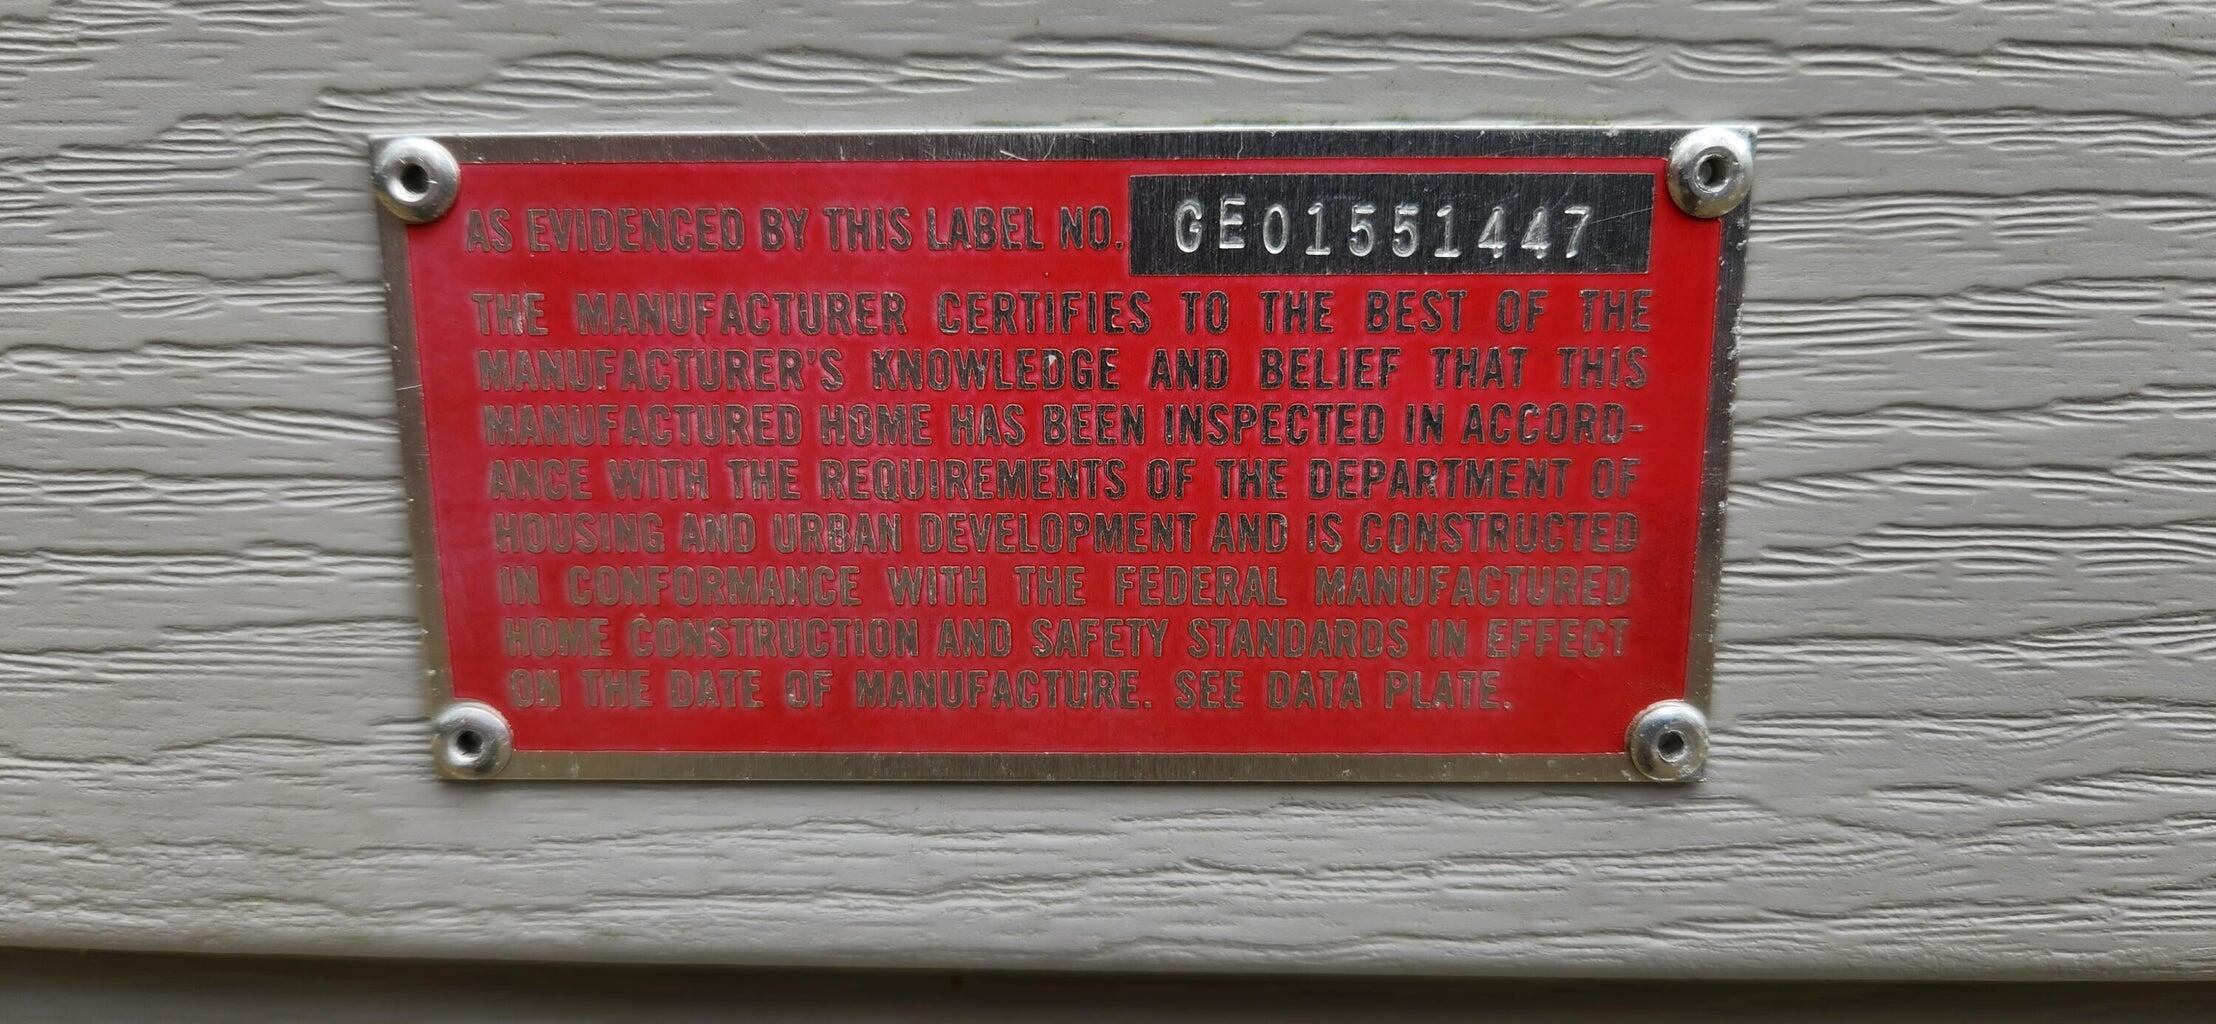 AS EVIDENCED BY THIS LABEL NO. GEO1551447
THE MANUFACTURER CERTIFIES TO THE BEST OF THE
MANUFACTURER'S KNOWLEDGE AND BELIEF THAT THIS
MANUFACTURED HOME HAS BEEN INSPECTED IN ACCORD-
ANCE WITH THE REQUIREMENTS OF THE DEPARTMENT OF
HOUSING AND URBAN DEVELOPMENT AND IS CONSTRUCTED
IN CONFORMANCE WITH THE FEDERAL MANUFACTURED
HOME CONSTRUCTION AND SAFETY STANDARDS IN EFFECT
ON THE DATE OF MANUFACTURE. SEE DATA PLATE.